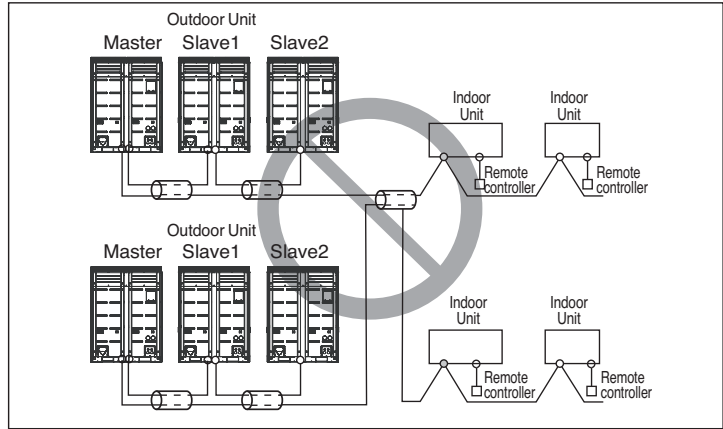 Outdoor Unit
Master Slave1 Slave2
Indoor
Unit
Indoor
Unit
Remote
controller
Remote
controller
Outdoor Unit
Master Slave1 Slave2
Indoor
Unit
Indoor
Unit
Remote
controller
Remote
controller